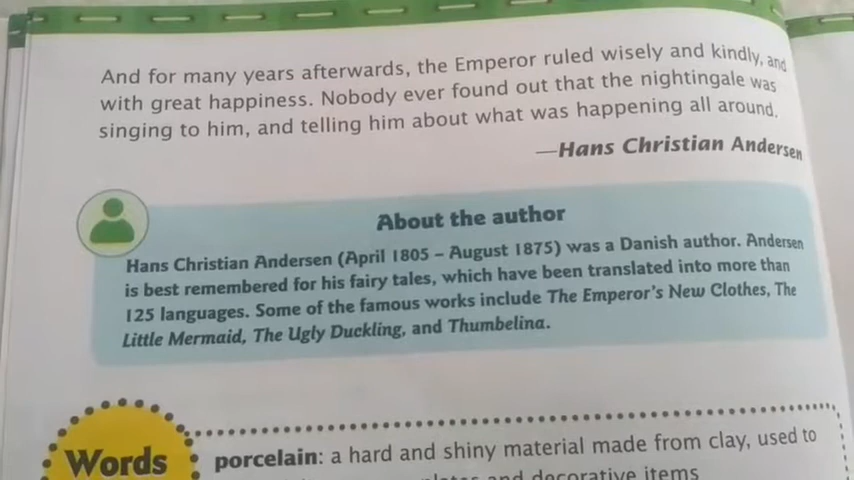 And for many years afterwards, the Emperor ruled wisely and kindly, and
with great happiness. Nobody ever found out that the nightingale was
singing to him, and telling him about what was happening all around.
—Hans Christian Andersen
About the author
Hans Christian Andersen (April 1805 – August 1875) was a Danish author. Andersen
is best remembered for his fairy tales, which have been translated into more than
125 languages. Some of the famous works include The Emperor's New Clothes, The
Little Mermaid, The Ugly Duckling, and Thumbelina.
Words
porcelain: a hard and shiny material made from clay, used to
plates and decorative items